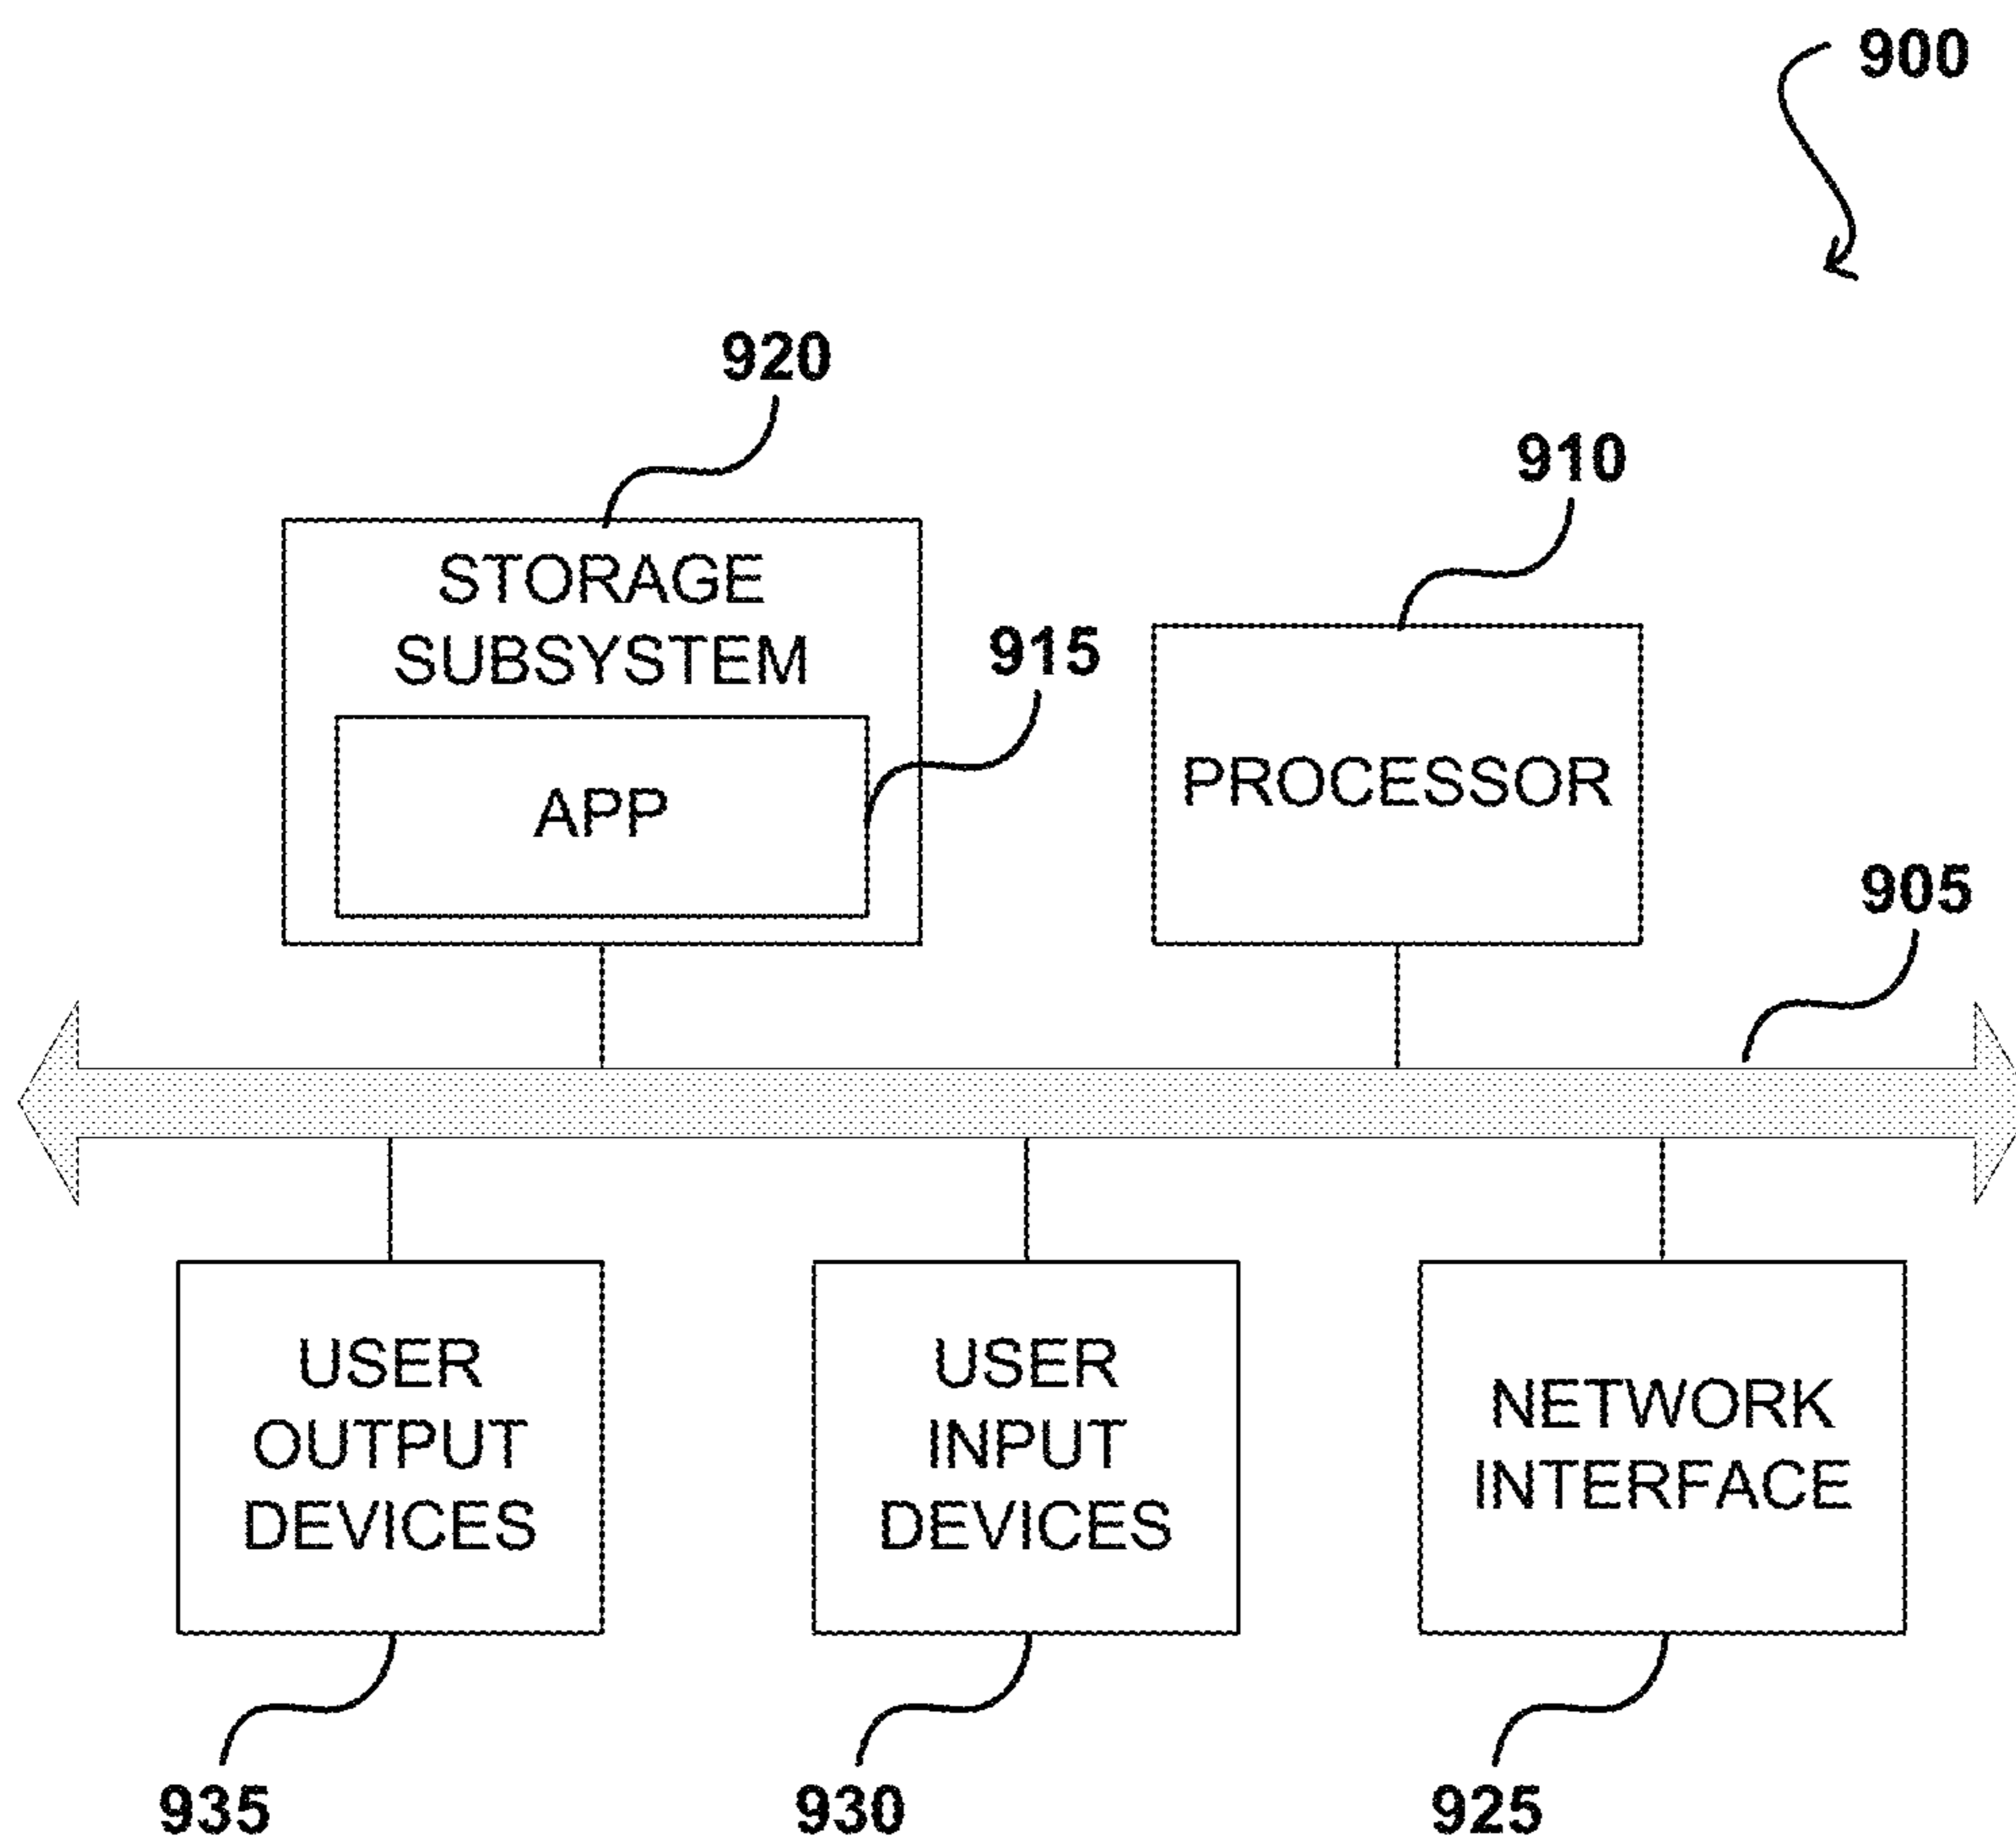 900
920
910
STORAGE
SUBSYSTEM
915
APP
PROCESSOR
905
USER
OUTPUT
DEVICES
USER
INPUT
DEVICES
NETWORK
INTERFACE
935
930
925